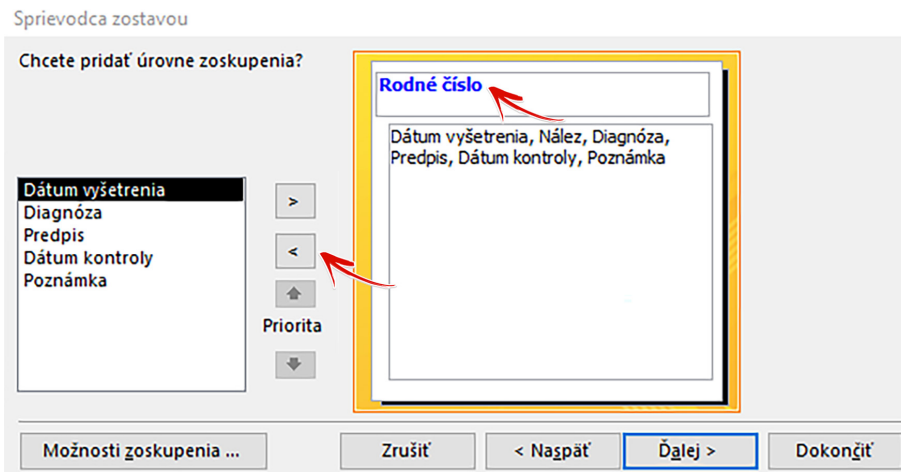 Sprievodca zostavou
Chcete pridať úrovne zoskupenia?
Rodné číslo
Dátum vyšetrenia, Nález, Diagnóza,
Predpis, Dátum kontroly, Poznámka
Dátum vyšetrenia
Diagnóza
Predpis
Dátum kontroly
Poznámka
>
<
Priorita
Možnosti zoskupenia ...
Zrušiť
< Naspäť
Ďalej >
Dokončiť